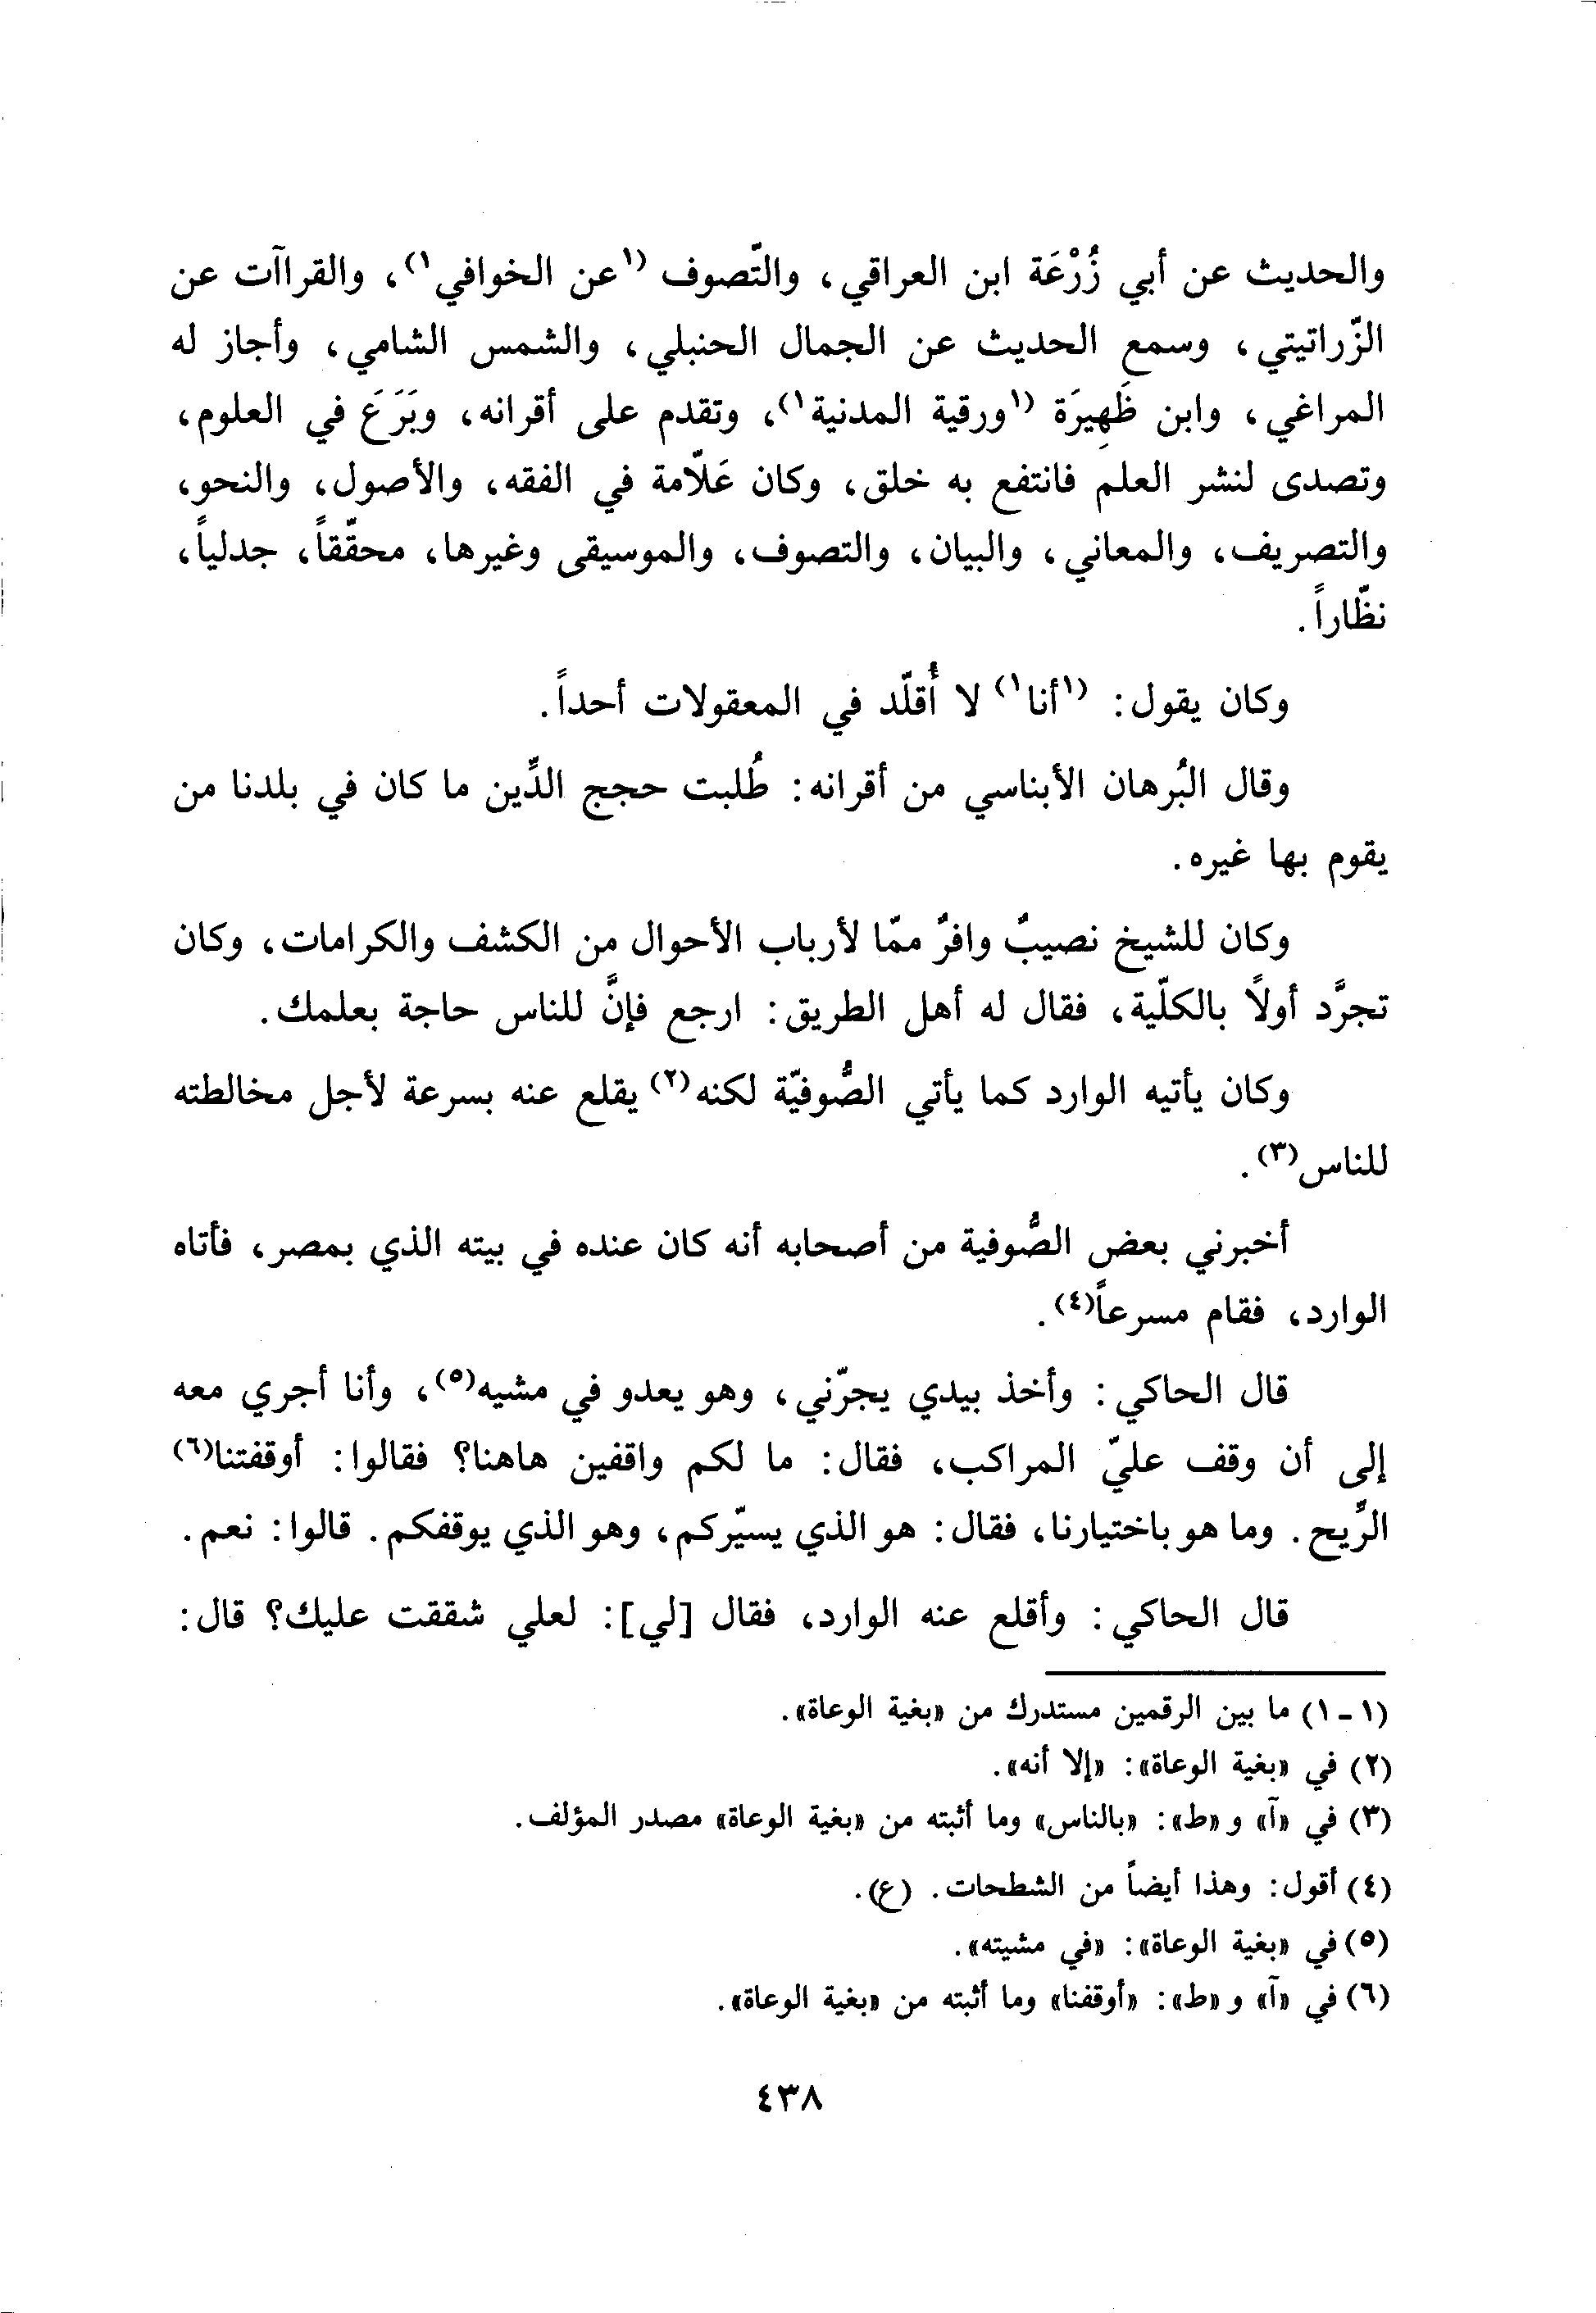 والحديث عن أبي زُرْعَة ابن العراقي، والتّصوف (١عن الخوافي١)، والقراآت عن
الزّراتيتي، وسمع الحديث عن الجمال الحنبلي، والشمس الشامي، وأجاز له
المراغي، وابن ظَهِيرَة (١ورقية المدنية١)، وتقدم على أقرانه، وبَرَعَ في العلوم،
وتصدى لنشر العلم فانتفع به خلق، وكان عَلاّمة في الفقه، والأصول، والنحو،
والتصريف، والمعاني، والبيان، والتصوف، والموسيقى وغيرها، محقّقاً، جدلياً،
نظّاراً.
وكان يقول: (١أنا١) لا أُقلّد في المعقولات أحداً.
وقال البُرهان الأبناسي من أقرانه: طُلبت حجج الدِّين ما كان في بلدنا من
يقوم بها غيره.
وكان للشيخ نصيبٌ وافرٌ ممّا لأرباب الأحوال من الكشف والكرامات، وكان
تجرَّد أولاً بالكلّية، فقال له أهل الطريق: ارجع فإنَّ للناس حاجة بعلمك.
وكان يأتيه الوارد كما يأتي الصُّوفيّة لكنه(٢) يقلع عنه بسرعة لأجل مخالطته
للناس(٣).
أخبرني بعض الصُّوفية من أصحابه أنه كان عنده في بيته الذي بمصر، فأتاه
الوارد، فقام مسرعاً(٤).
قال الحاكي: وأخذ بيدي يجرّني، وهو يعدو في مشيه(٥)، وأنا أجري معه
إلى أن وقف عليّ المراكب، فقال: ما لكم واقفين هاهنا؟ فقالوا: أوقفتنا(٦)
الرِّيح. وما هو باختيارنا، فقال: هو الذي يسيّركم، وهو الذي يوقفكم. قالوا: نعم.
قال الحاكي: وأقلع عنه الوارد، فقال [لي]: لعلي شققت عليك؟ قال:
(١-١) ما بين الرقمين مستدرك من «بغية الوعاة».
(٢) في «بغية الوعاة»: «إلا أنه».
(٣) في «آ» و «ط»: «بالناس» وما أثبته من «بغية الوعاة» مصدر المؤلف.
(٤) أقول: وهذا أيضاً من الشطحات. (ع).
(٥) في «بغية الوعاة»: «في مشيته».
(٦) في «آ» و «ط»: «أوقفنا» وما أثبته من «بغية الوعاة».
٤٣٨